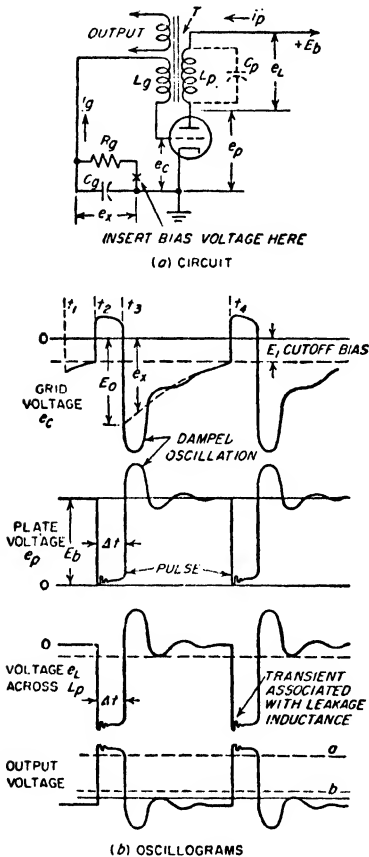 OUTPUT
T
ip
+Eb
Lg
Lp
Cp
eL
ig
Rg
Cg
ec
ep
ex
INSERT BIAS VOLTAGE HERE
(a) CIRCUIT
t1
t2
t3
t4
0
E1 CUTOFF BIAS
E0
ex
GRID
VOLTAGE
ec
DAMPEL
OSCILLATION
PLATE
VOLTAGE
ep
Eb
Δt
PULSE
0
0
VOLTAGE eL
ACROSS Lp
Δt
TRANSIENT
ASSOCIATED
WITH LEAKAGE
INDUCTANCE
OUTPUT
VOLTAGE
a
b
(b) OSCILLOGRAMS